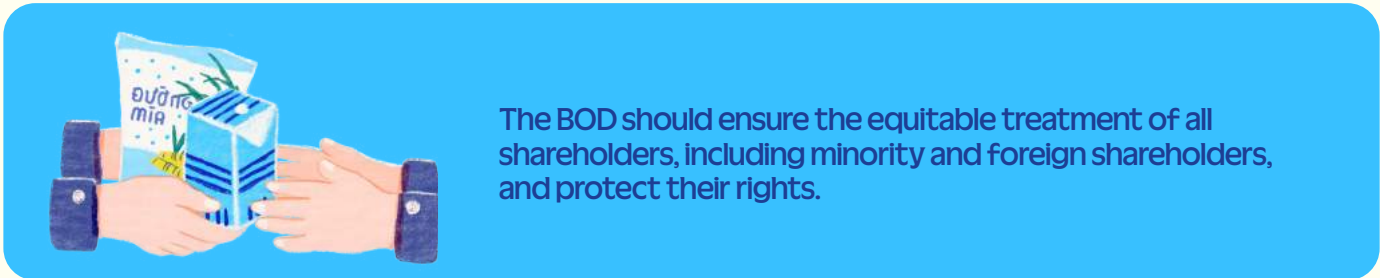 ĐƯỜNG
MÍA
The BOD should ensure the equitable treatment of all
shareholders, including minority and foreign shareholders,
and protect their rights.